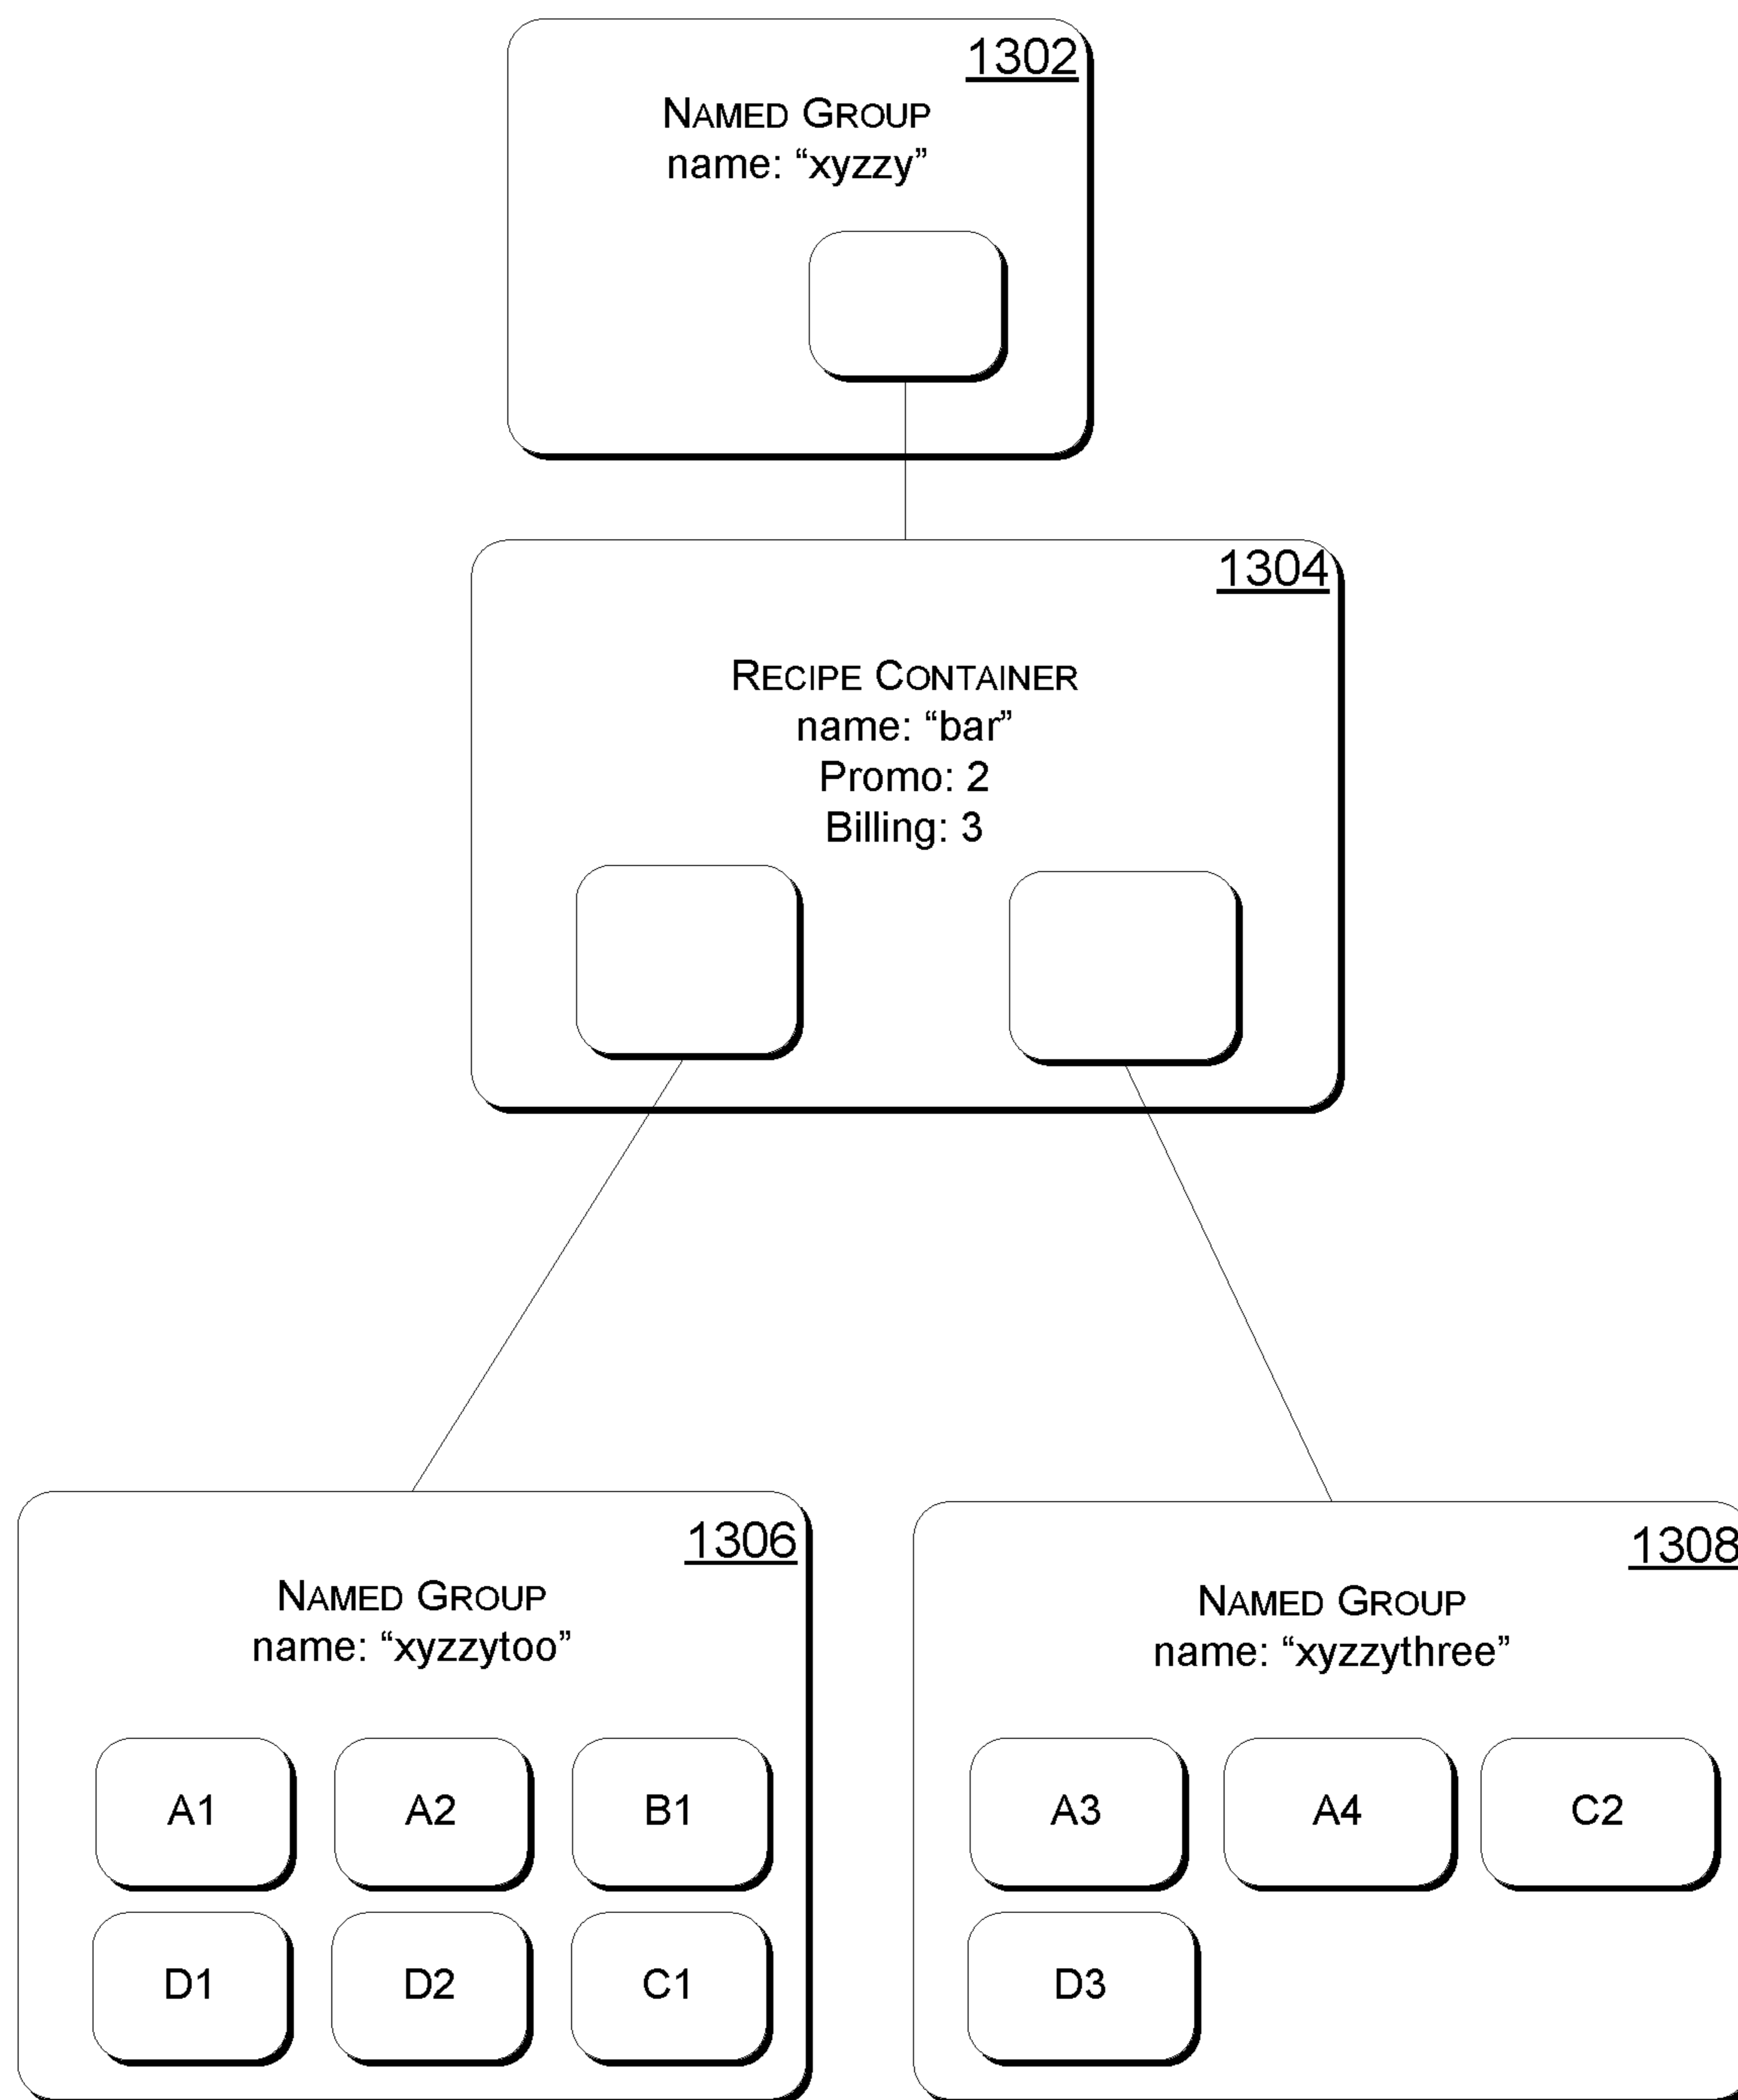 1302
NAMED GROUP
name: “xyzzy”
1304
RECIPE CONTAINER
name: “bar”
Promo: 2
Billing: 3
1306
NAMED GROUP
name: “xyzzytoo”
A1 A2 B1
D1 D2 C1
1308
NAMED GROUP
name: “xyzzythree”
A3 A4 C2
D3